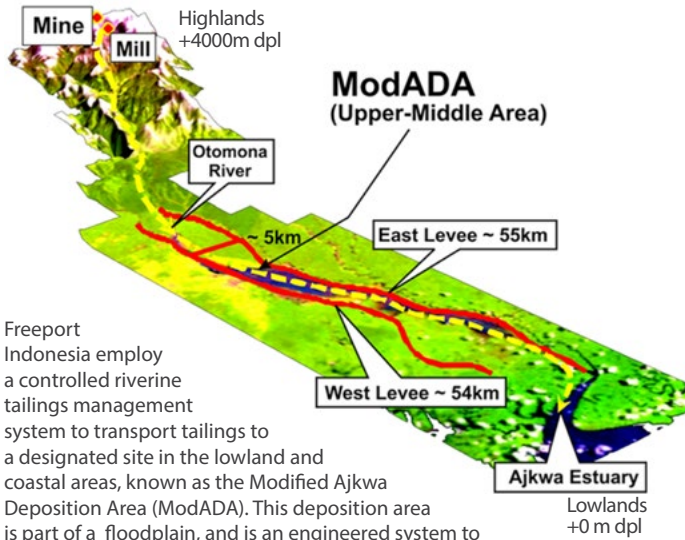 Mine
Mill
Highlands
+4000m dpl
ModADA
(Upper-Middle Area)
Otomona
River
~ 5km
East Levee ~ 55km
West Levee ~ 54km
Freeport
Indonesia employ
a controlled riverine
tailings management
system to transport tailings to
a designated site in the lowland and
coastal areas, known as the Modified Ajkwa
Deposition Area (ModADA). This deposition area
is part of a floodplain, and is an engineered system to
Ajkwa Estuary
Lowlands
+0 m dpl